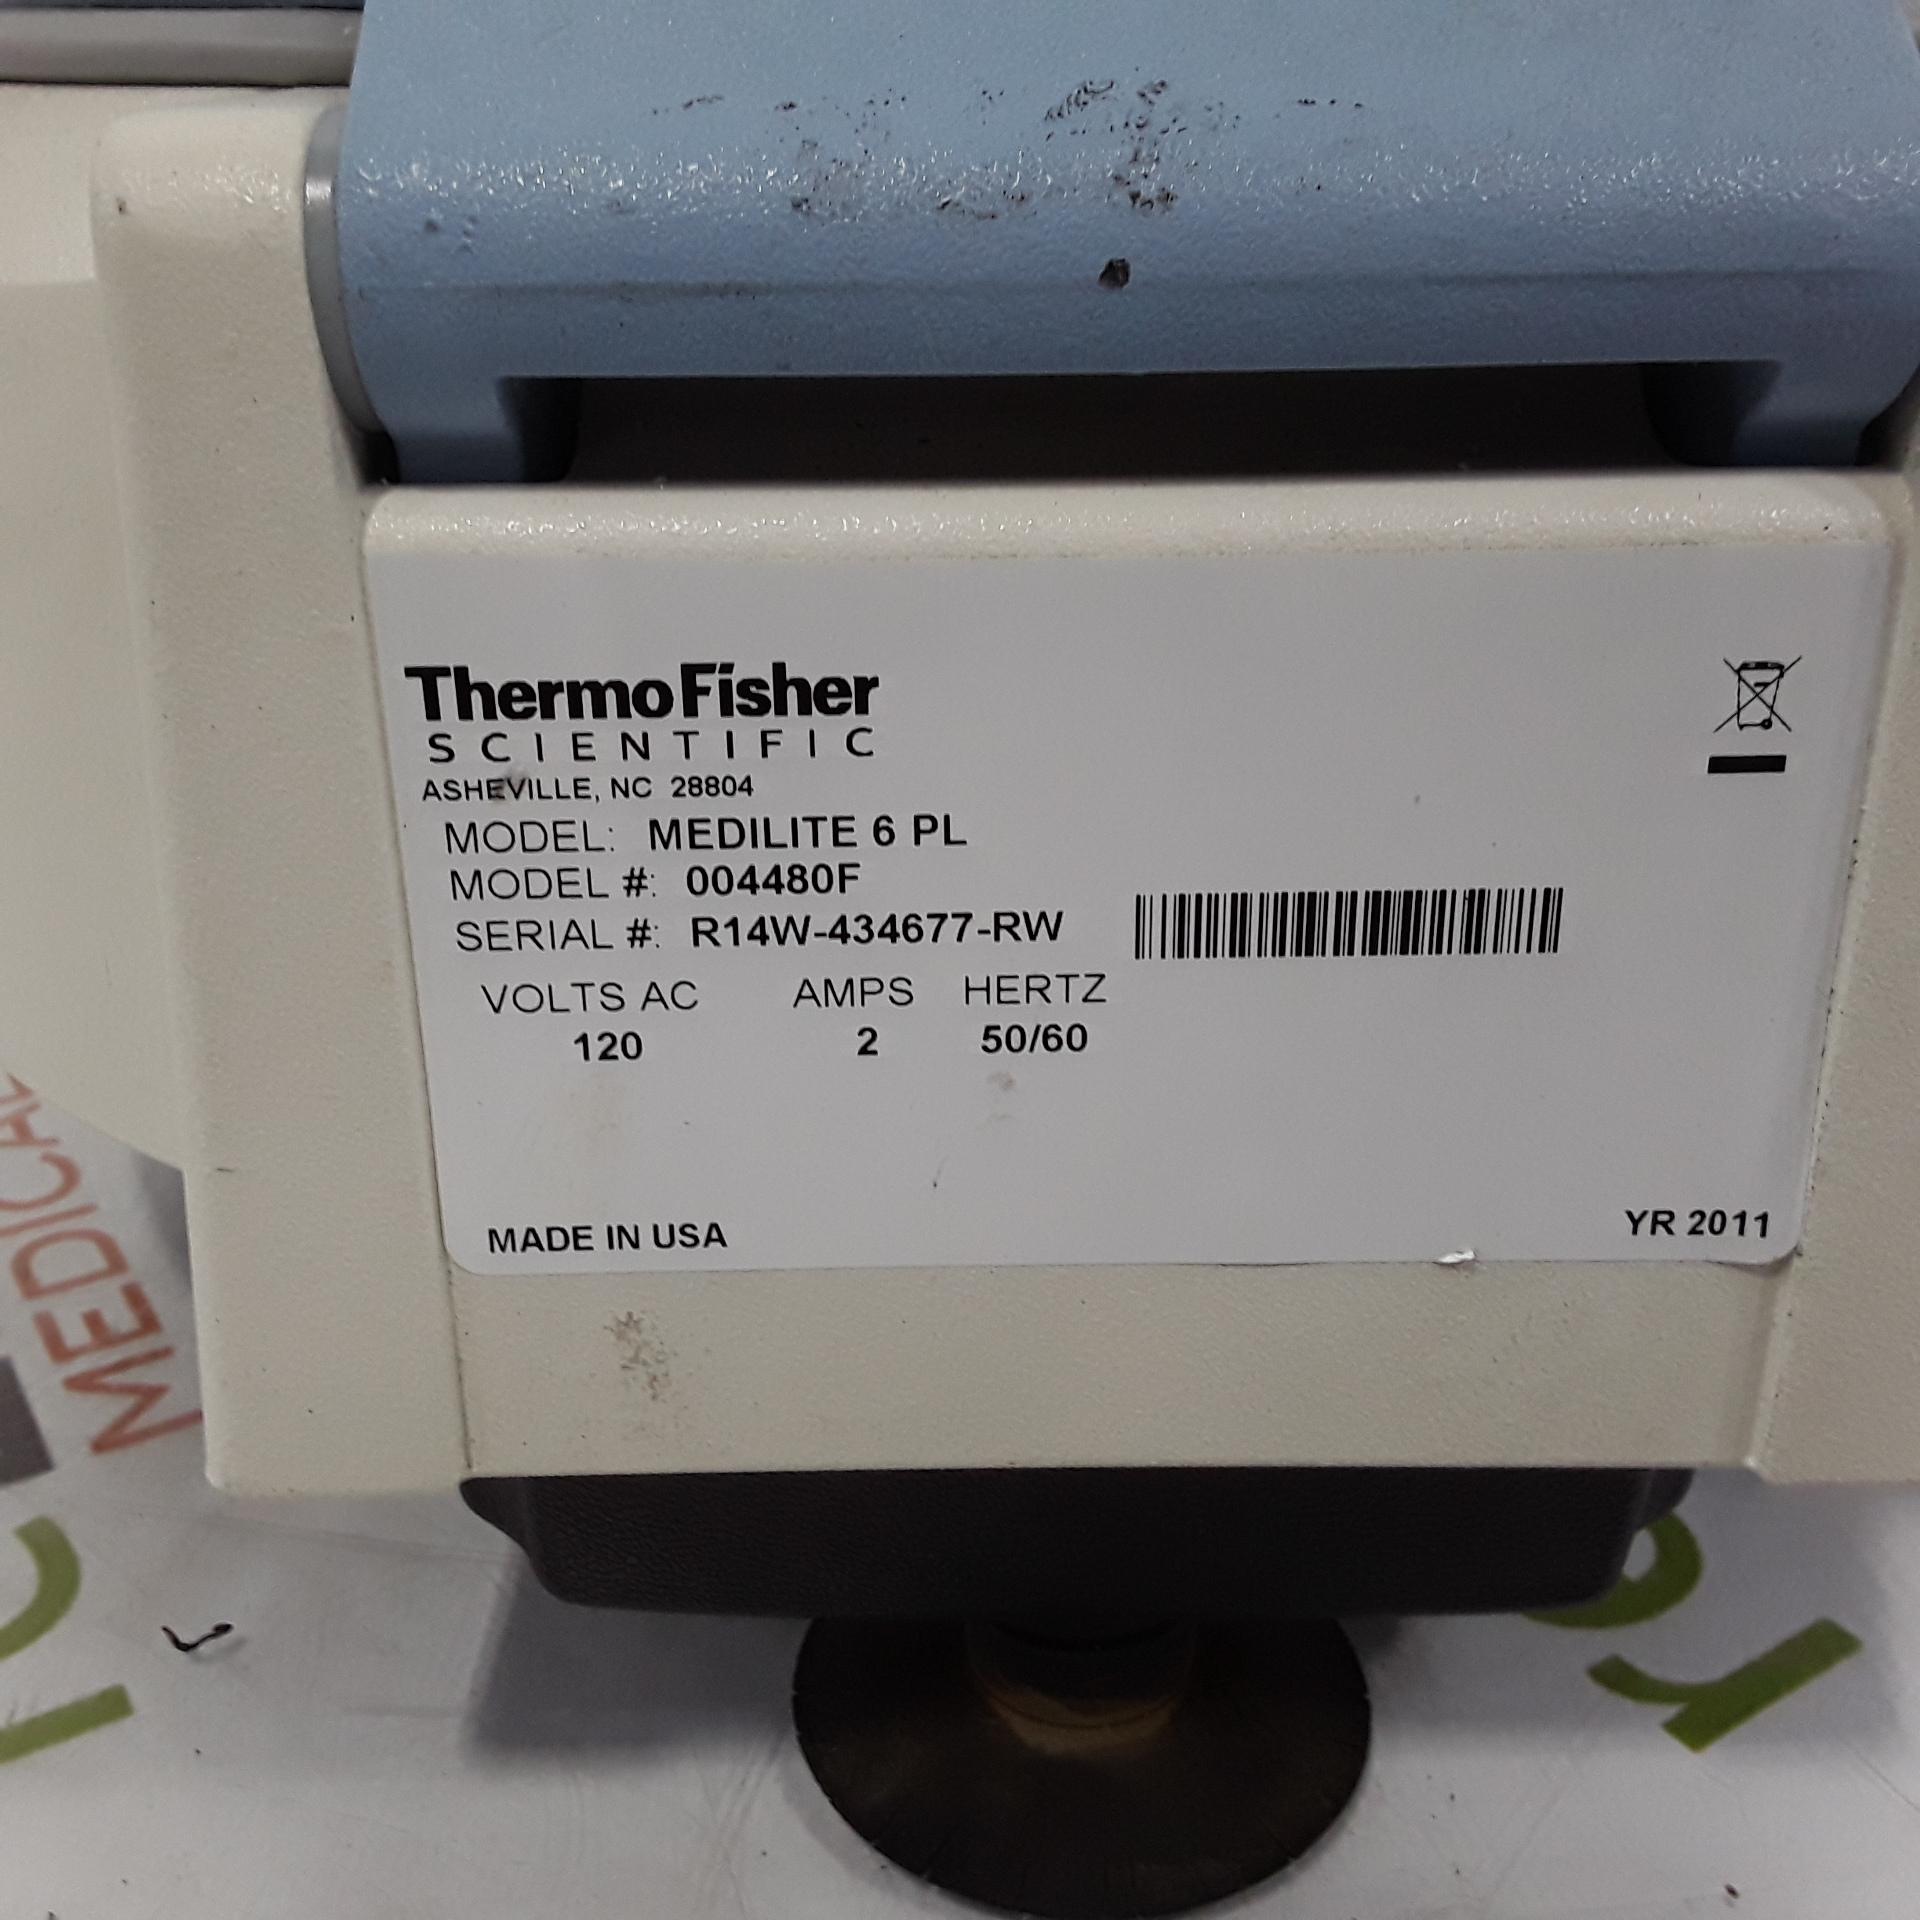 ThermoFisher
SCIENTIFIC
ASHEVILLE, NC 28804
MODEL: MEDILITE 6 PL
MODEL #: 004480F
SERIAL #: R14W-434677-RW
VOLTS AC AMPS HERTZ
120 2 50/60
MADE IN USA
YR 2011
MEDICAL